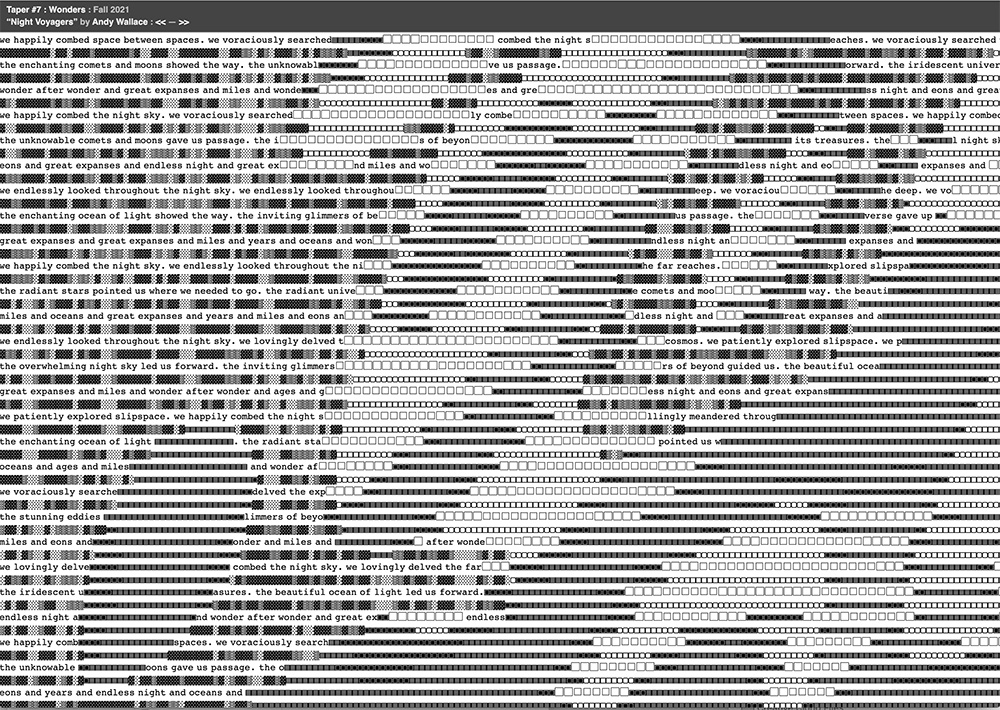 Taper #7 : Wonders : Fall 2021
"Night Voyagers" by Andy Wallace : << — >>
we happily combed space between spaces. we voraciously searched combed the night s eaches. we voraciously searched
the enchanting comets and moons showed the way. the unknowabl ve us passage. orward. the iridescent univer
wonder after wonder and great expanses and miles and wonde es and gre ss night and eons and grea
we happily combed the night sky. we voraciously searched ly combe tween spaces. we happily combed
the unknowable comets and moons gave us passage. the i s of beyon its treasures. the l night sk
eons and great expanses and endless night and great ex nd miles and wo dless night and eo expanses and
we endlessly looked throughout the night sky. we endlessly looked throughou eep. we voraciou he deep. we vo
the enchanting ocean of light showed the way. the inviting glimmers of be us passage. the verse gave up
great expanses and great expanses and miles and years and oceans and won ndless night an expanses and
we happily combed the night sky. we endlessly looked throughout the ni he far reaches. xplored slipspa
the radiant stars pointed us where we needed to go. the radiant unive e comets and moo way. the beauti
miles and oceans and great expanses and years and miles and eons an dless night and reat expanses and a
we endlessly looked throughout the night sky. we lovingly delved t cosmos. we patiently explored slipspace. we p
the overwhelming night sky led us forward. the inviting glimmers rs of beyond guided us. the beautiful ocea
great expanses and miles and wonder after wonder and ages and g ess night and eons and great expans
we patiently explored slipspace. we happily combed the night s llingly meandered throug
the enchanting ocean of light . the radiant sta pointed us w
oceans and ages and miles and wonder af
we voraciously searche delved the exp
the stunning eddies limmers of beyo
miles and eons and onder and miles and after wonde
we lovingly delve combed the night sky. we lovingly delved the far
the iridescent u asures. the beautiful ocean of light led us forward.
endless night a nd wonder after wonder and great ex endless
we happily comb spaces. we voraciously search
the unknowable oons gave us passage. the o
eons and years and endless night and oceans and